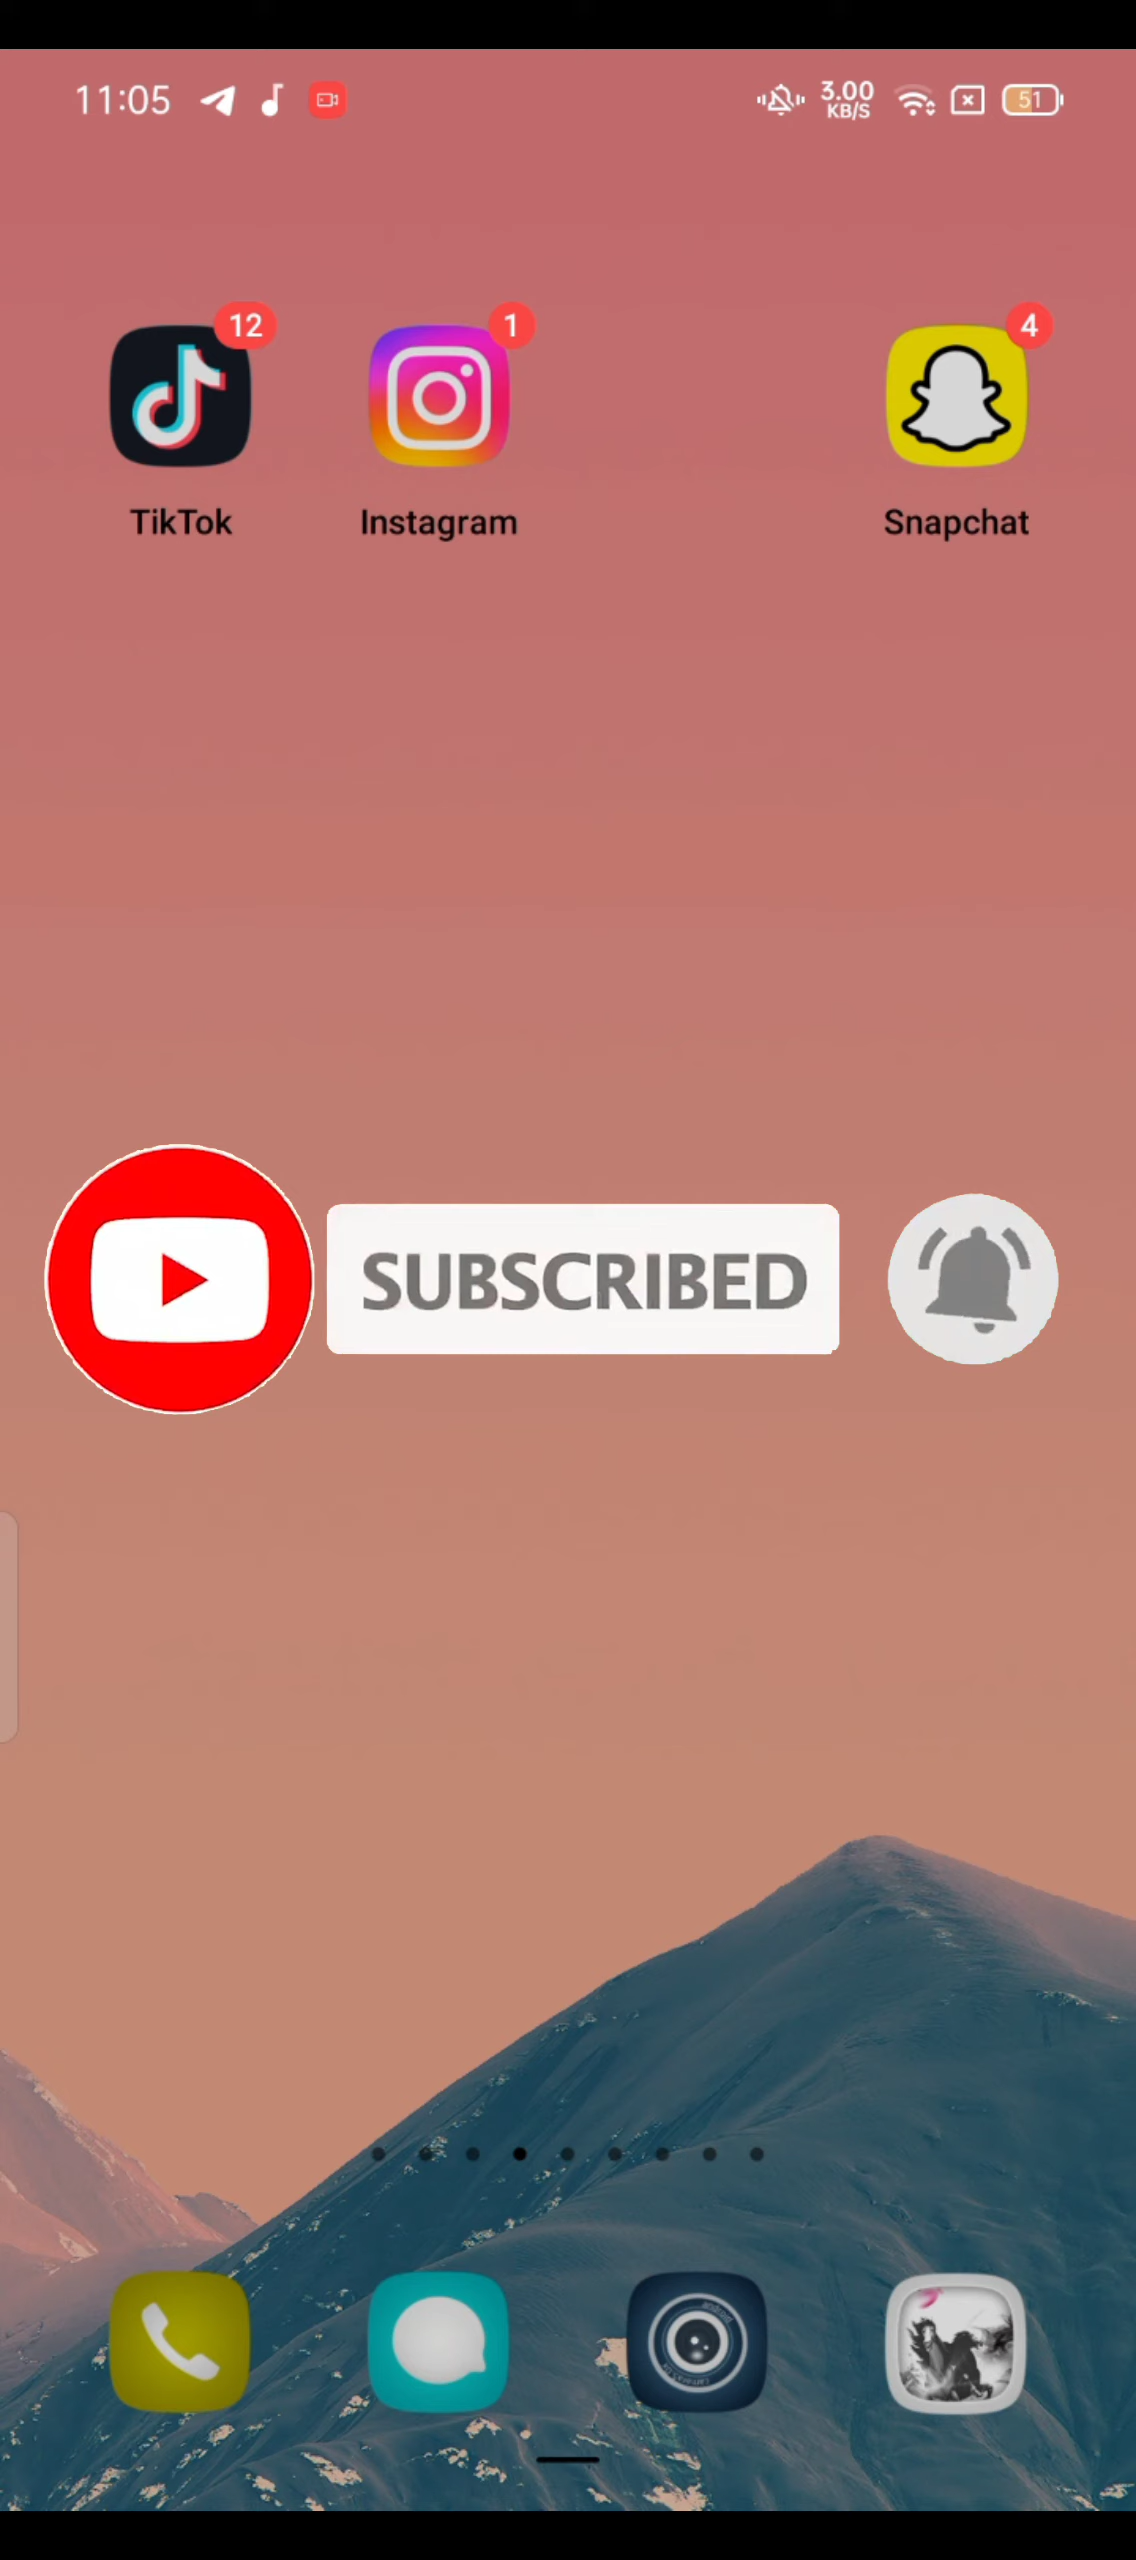 11:05
3.00
KB/S
51
12
1
4
TikTok
Instagram
Snapchat
SUBSCRIBED